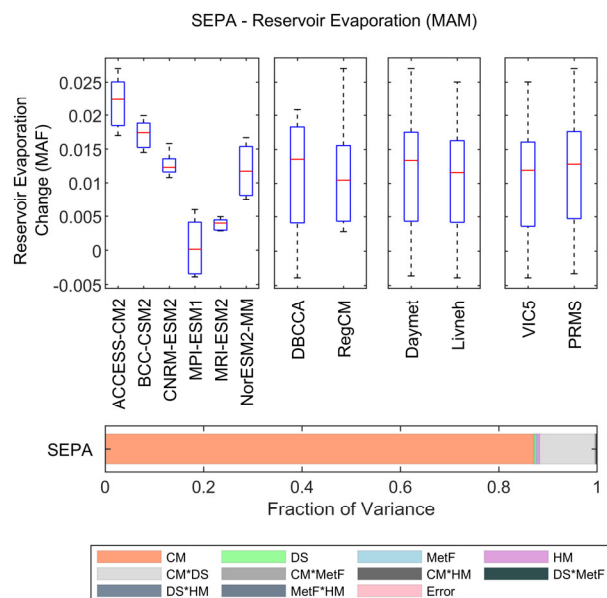 SEPA - Reservoir Evaporation (MAM)
Reservoir Evaporation
Change (MAF)
0.025
0.02
0.015
0.01
0.005
0
-0.005
ACCESS-CM2
BCC-CSM2
CNRM-ESM2
MPI-ESM1
MRI-ESM2
NorESM2-MM
DBCCA
RegCM
Daymet
Livneh
VIC5
PRMS
SEPA
0 0.2 0.4 0.6 0.8 1
Fraction of Variance
CM DS MetF HM
CM*DS CM*MetF CM*HM DS*MetF
DS*HM MetF*HM Error